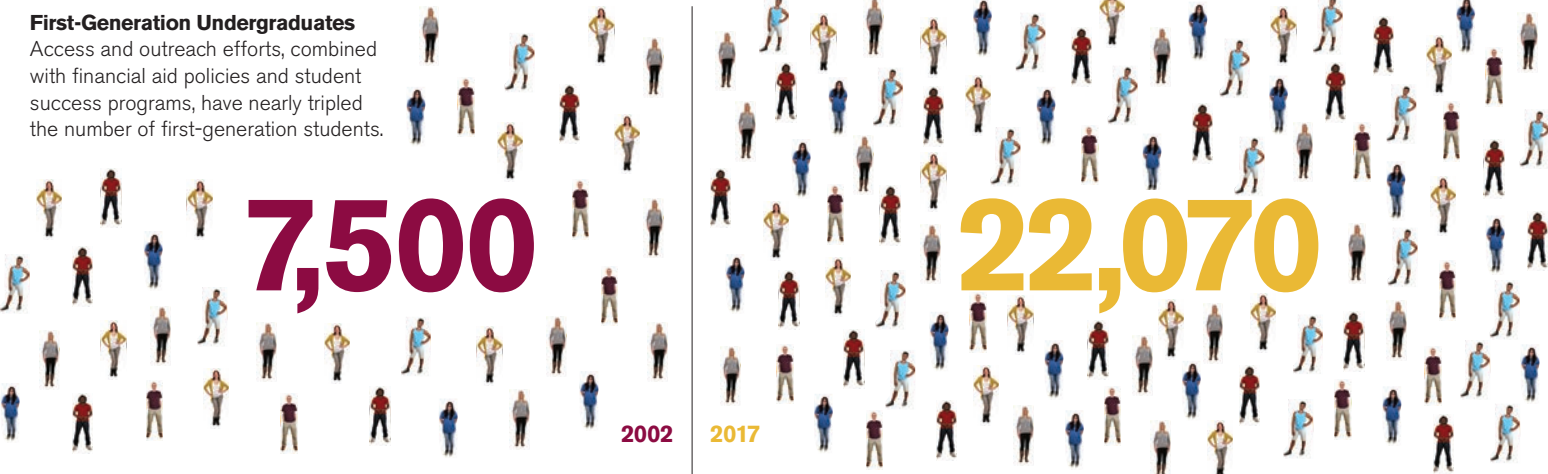 First-Generation Undergraduates
Access and outreach efforts, combined
with financial aid policies and student
success programs, have nearly tripled
the number of first-generation students.
7,500
22,070
2002
2017